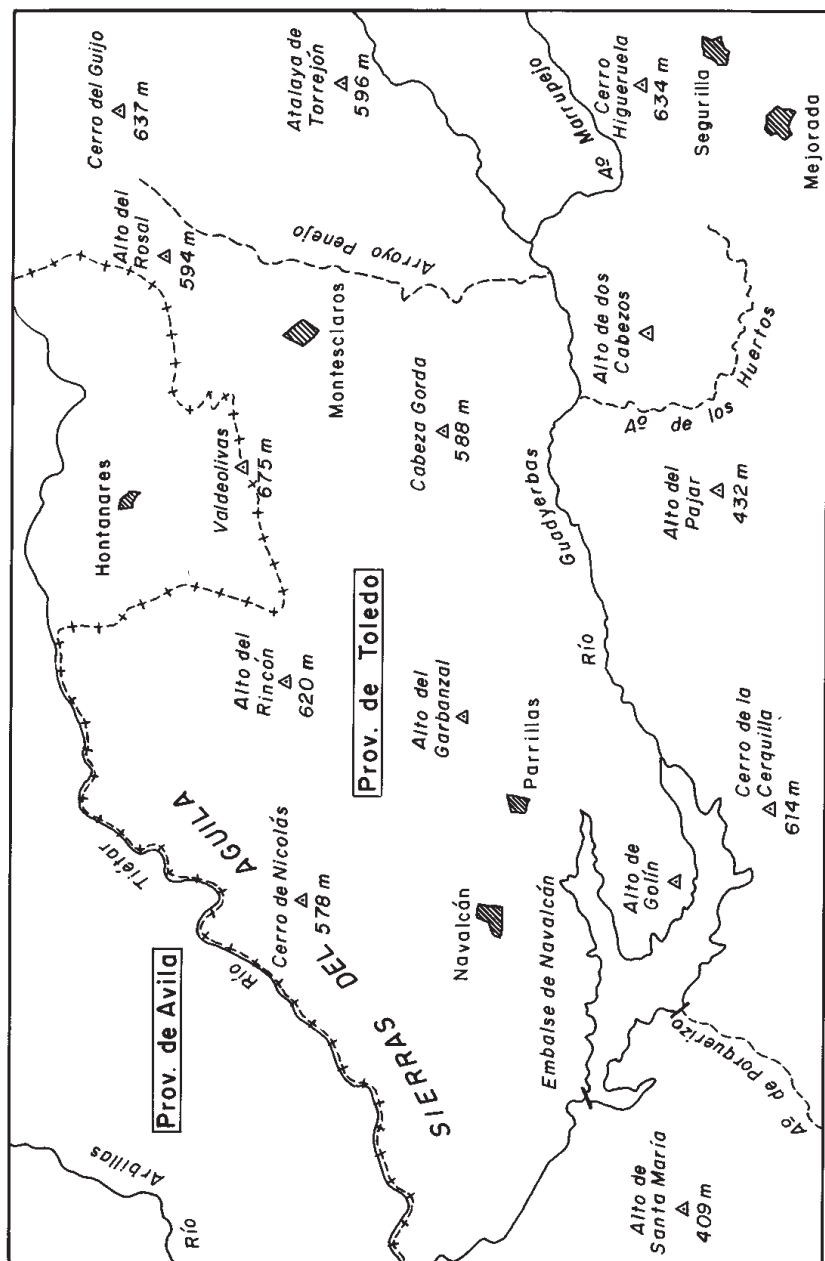 Río
Arbillas
Prov. de Avila
Río
Tiétar
SIERRAS DEL AGUILA
Cerro de Nicolás
578 m
Alto del
Rincón
620 m
Hontanares
Valdeolivas
675 m
Alto del
Rosal
594 m
Cerro del Guijo
637 m
Prov. de Toledo
Montesclaros
Arroyo Penejo
Atalaya de
Torrejón
596 m
Navalcán
Parrillas
Alto del
Garbanzal
Cabeza Gorda
588 m
Embalse de Navalcán
Alto de
Golín
Río
Guadyerbas
Aº Marrupejo
Cerro
Higueruela
634 m
Alto de dos
Cabezos
Segurilla
Mejorada
Aº de los
Huertos
Alto del
Pajar
432 m
Cerro de la
Cerquilla
614 m
Aº de Porquerizo
Alto de
Santa María
409 m